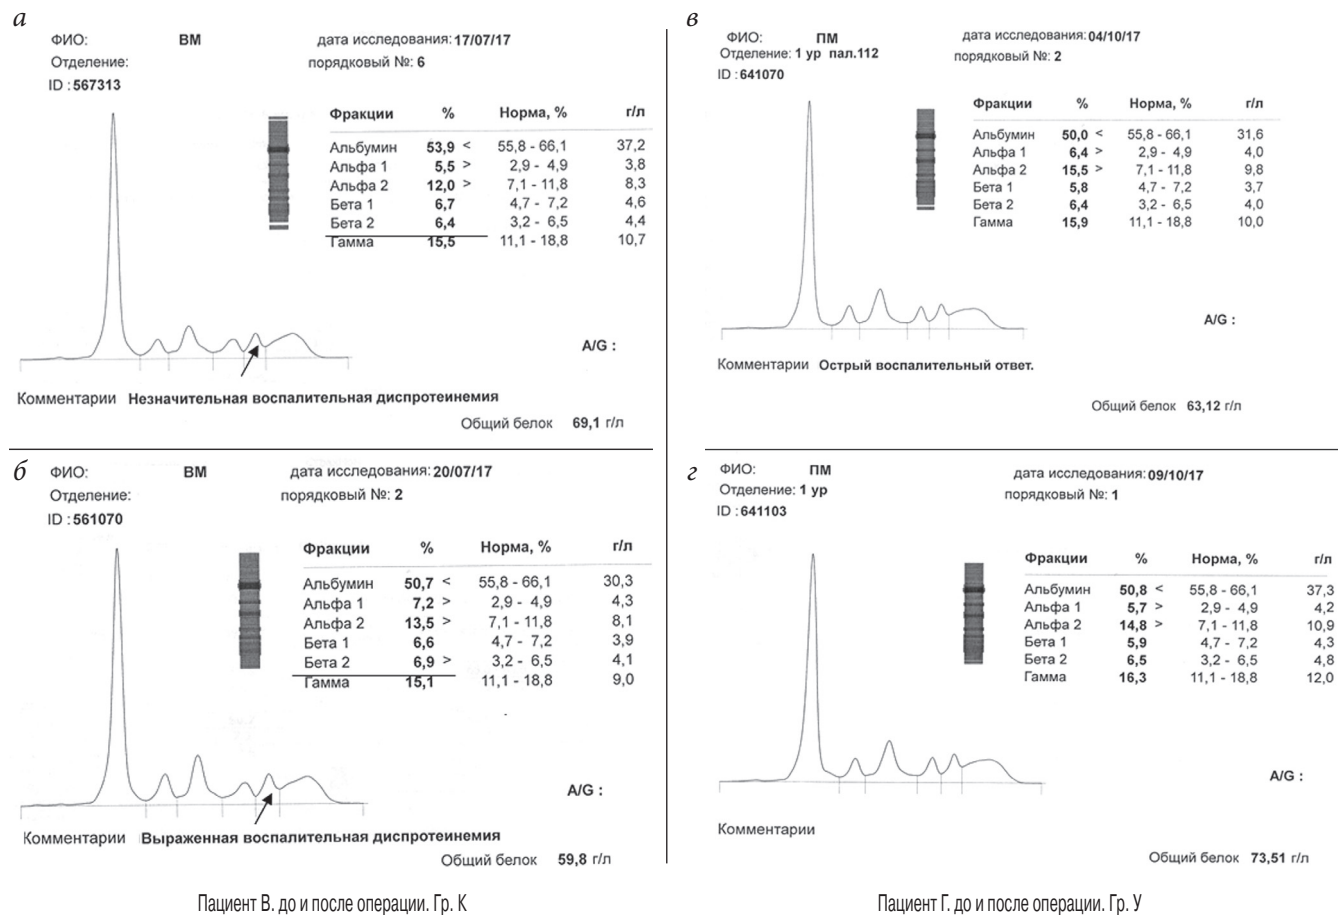 а
ФИО: ВМ дата исследования: 17/07/17
Отделение: порядковый №: 6
ID : 567313
Фракции % Норма, % г/л
Альбумин 53,9 < 55,8 - 66,1 37,2
Альфа 1 5,5 > 2,9 - 4,9 3,8
Альфа 2 12,0 > 7,1 - 11,8 8,3
Бета 1 6,7 4,7 - 7,2 4,6
Бета 2 6,4 3,2 - 6,5 4,4
Гамма 15,5 11,1 - 18,8 10,7
A/G :
Комментарии Незначительная воспалительная диспротеинемия
Общий белок 69,1 г/л
б
ФИО: ВМ дата исследования: 20/07/17
Отделение: порядковый №: 2
ID : 561070
Фракции % Норма, % г/л
Альбумин 50,7 < 55,8 - 66,1 30,3
Альфа 1 7,2 > 2,9 - 4,9 4,3
Альфа 2 13,5 > 7,1 - 11,8 8,1
Бета 1 6,6 4,7 - 7,2 3,9
Бета 2 6,9 > 3,2 - 6,5 4,1
Гамма 15,1 11,1 - 18,8 9,0
A/G :
Комментарии Выраженная воспалительная диспротеинемия
Общий белок 59,8 г/л
Пациент В. до и после операции. Гр. К
в
ФИО: ПМ дата исследования: 04/10/17
Отделение: 1 ур пал.112 порядковый №: 2
ID : 641070
Фракции % Норма, % г/л
Альбумин 50,0 < 55,8 - 66,1 31,6
Альфа 1 6,4 > 2,9 - 4,9 4,0
Альфа 2 15,5 > 7,1 - 11,8 9,8
Бета 1 5,8 4,7 - 7,2 3,7
Бета 2 6,4 3,2 - 6,5 4,0
Гамма 15,9 11,1 - 18,8 10,0
A/G :
Комментарии Острый воспалительный ответ.
Общий белок 63,12 г/л
г
ФИО: ПМ дата исследования: 09/10/17
Отделение: 1 ур порядковый №: 1
ID : 641103
Фракции % Норма, % г/л
Альбумин 50,8 < 55,8 - 66,1 37,3
Альфа 1 5,7 > 2,9 - 4,9 4,2
Альфа 2 14,8 > 7,1 - 11,8 10,9
Бета 1 5,9 4,7 - 7,2 4,3
Бета 2 6,5 3,2 - 6,5 4,8
Гамма 16,3 11,1 - 18,8 12,0
A/G :
Комментарии
Общий белок 73,51 г/л
Пациент Г. до и после операции. Гр. У